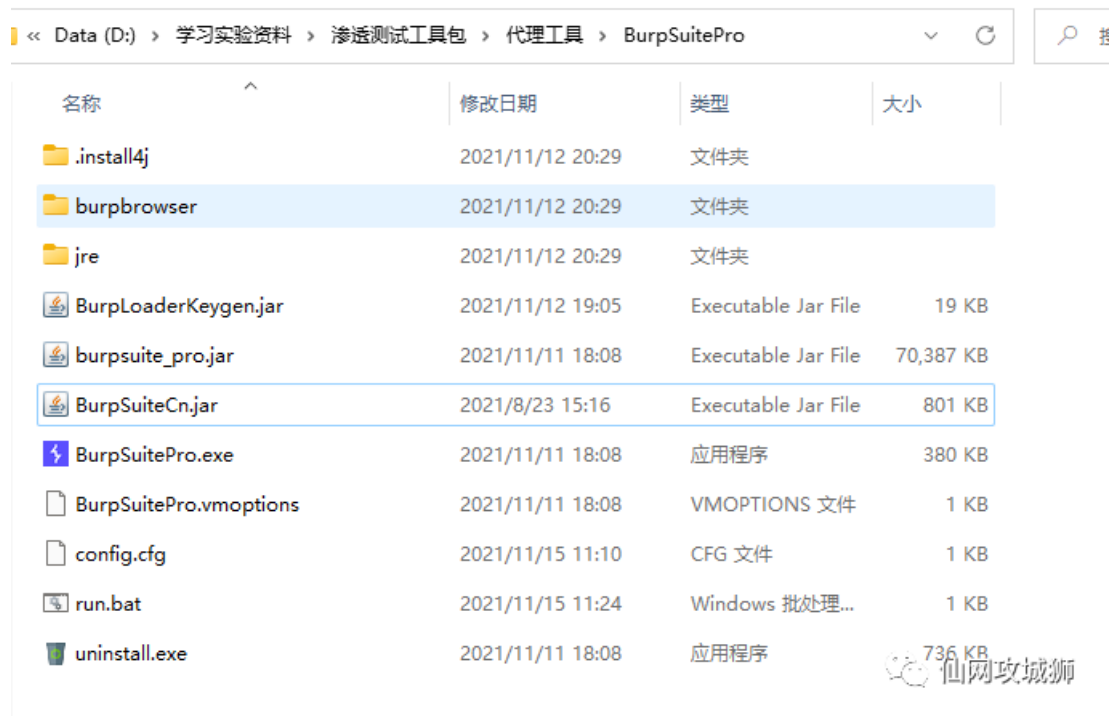 « Data (D:) › 学习实验资料 › 渗透测试工具包 › 代理工具 › BurpSuitePro
名称 修改日期 类型 大小
.install4j 2021/11/12 20:29 文件夹
burpbrowser 2021/11/12 20:29 文件夹
jre 2021/11/12 20:29 文件夹
BurpLoaderKeygen.jar 2021/11/12 19:05 Executable Jar File 19 KB
burpsuite_pro.jar 2021/11/11 18:08 Executable Jar File 70,387 KB
BurpSuiteCn.jar 2021/8/23 15:16 Executable Jar File 801 KB
BurpSuitePro.exe 2021/11/11 18:08 应用程序 380 KB
BurpSuitePro.vmoptions 2021/11/11 18:08 VMOPTIONS 文件 1 KB
config.cfg 2021/11/15 11:10 CFG 文件 1 KB
run.bat 2021/11/15 11:24 Windows 批处理... 1 KB
uninstall.exe 2021/11/11 18:08 应用程序 736 KB
仙网攻城狮